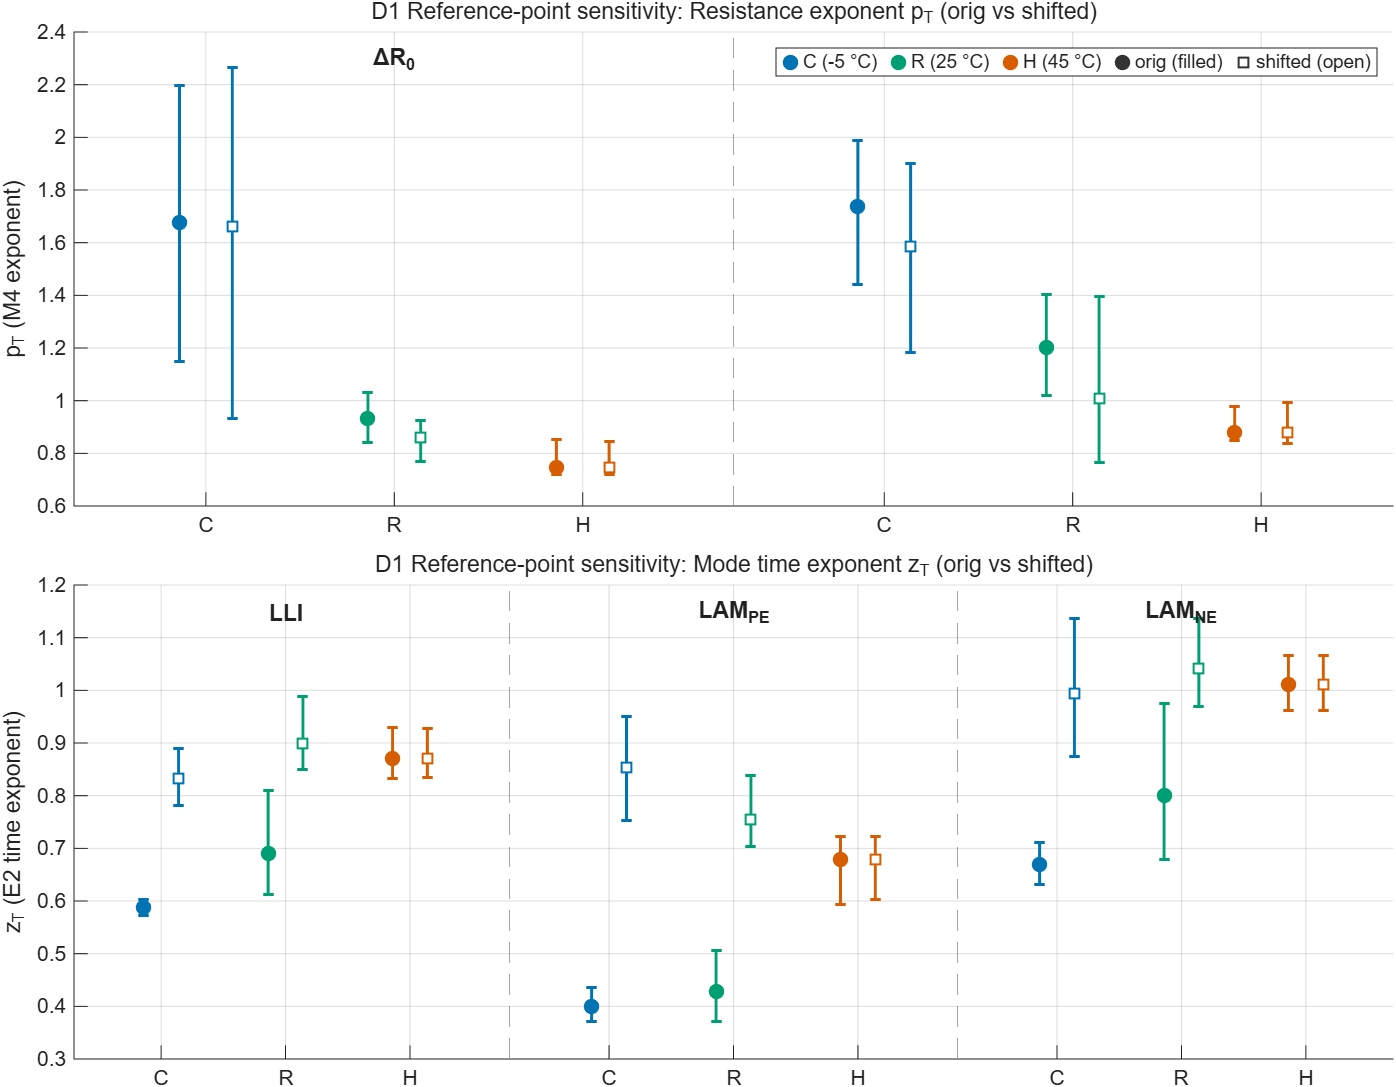 D1 Reference-point sensitivity: Resistance exponent pT (orig vs shifted)
ΔR0
C (-5 °C) R (25 °C) H (45 °C) orig (filled) shifted (open)
pT (M4 exponent)
2.4
2.2
2
1.8
1.6
1.4
1.2
1
0.8
0.6
C R H C R H
D1 Reference-point sensitivity: Mode time exponent zT (orig vs shifted)
LLI LAMPE LAMNE
zT (E2 time exponent)
1.2
1.1
1
0.9
0.8
0.7
0.6
0.5
0.4
0.3
C R H C R H C R H